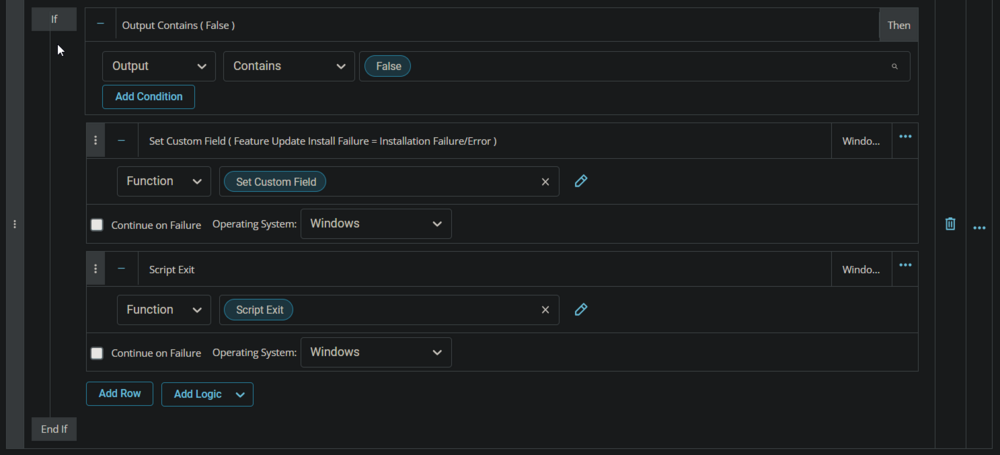 If
Output Contains ( False )
Then
Output
Contains
False
Add Condition
Set Custom Field ( Feature Update Install Failure = Installation Failure/Error )
Windo...
Function
Set Custom Field
Continue on Failure
Operating System:
Windows
Script Exit
Windo...
Function
Script Exit
Continue on Failure
Operating System:
Windows
Add Row
Add Logic
End If